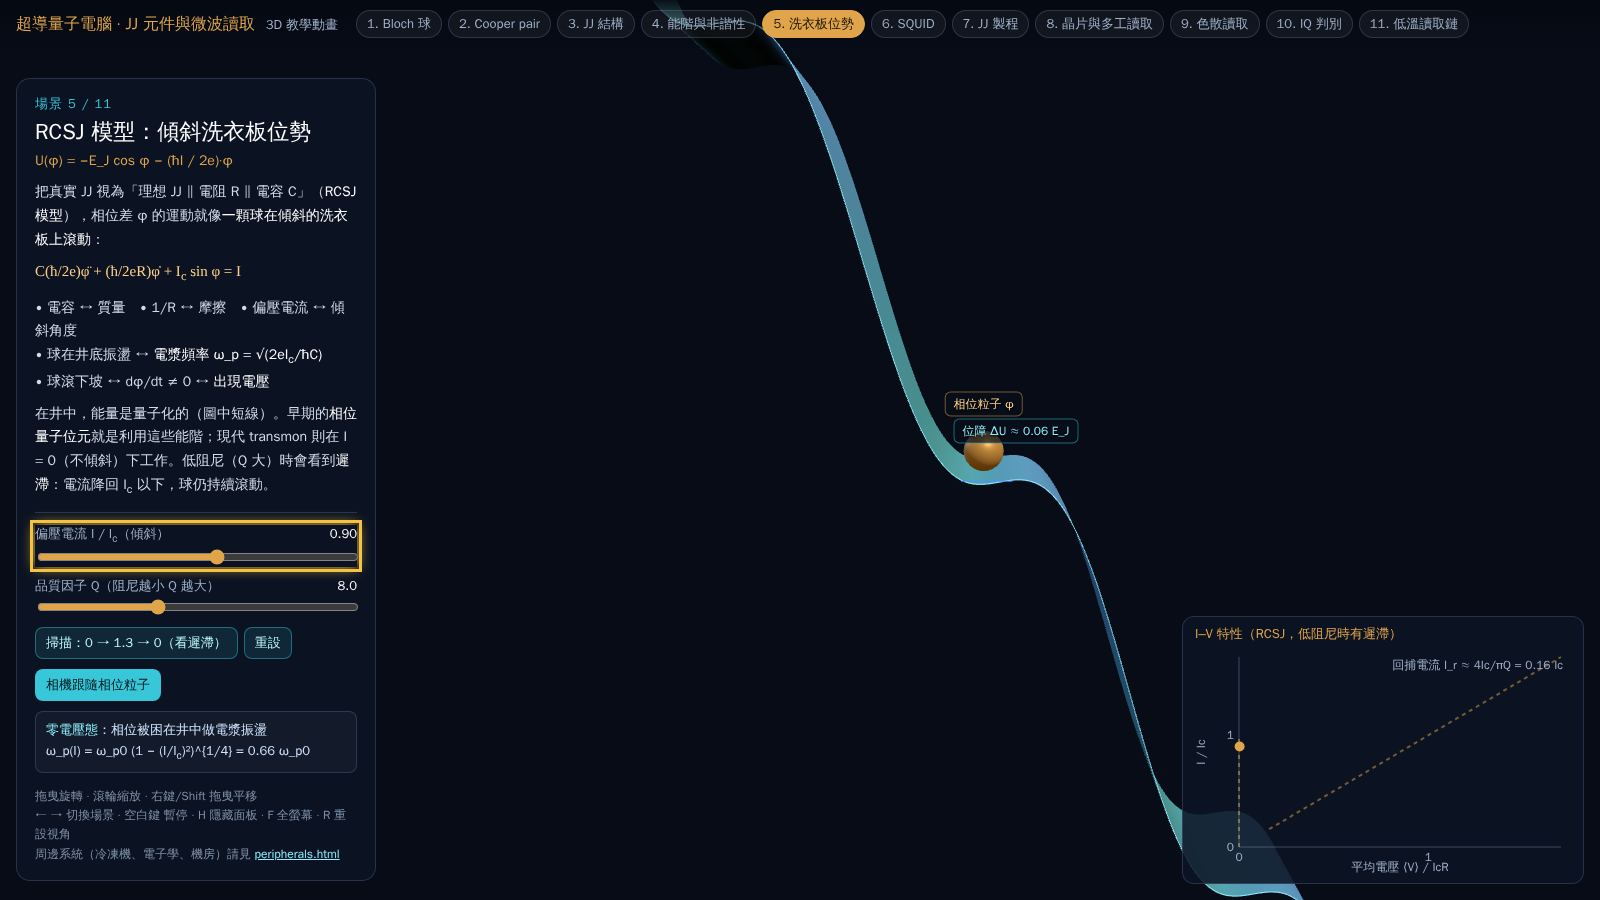 超導量子電腦 · JJ 元件與微波讀取
3D 教學動畫
1. Bloch 球
2. Cooper pair
3. JJ 結構
4. 能階與非諧性
5. 洗衣板位勢
6. SQUID
7. JJ 製程
8. 晶片與多工讀取
9. 色散讀取
10. IQ 判別
11. 低溫讀取鏈
場景 5 / 11
RCSJ 模型：傾斜洗衣板位勢
U(φ) = −E_J cos φ − (ħI / 2e)·φ
把真實 JJ 視為「理想 JJ ∥ 電阻 R ∥ 電容 C」（RCSJ
模型），相位差 φ 的運動就像一顆球在傾斜的洗衣
板上滾動：
C(ħ/2e)φ̈ + (ħ/2eR)φ̇ + Ic sin φ = I
• 電容 ↔ 質量 • 1/R ↔ 摩擦 • 偏壓電流 ↔ 傾
斜角度
• 球在井底振盪 ↔ 電漿頻率 ω_p = √(2eIc/ħC)
• 球滾下坡 ↔ dφ/dt ≠ 0 ↔ 出現電壓
在井中，能量是量子化的（圖中短線）。早期的相位
量子位元就是利用這些能階；現代 transmon 則在 I
= 0（不傾斜）下工作。低阻尼（Q 大）時會看到遲
滯：電流降回 Ic 以下，球仍持續滾動。
偏壓電流 I / Ic（傾斜） 0.90
品質因子 Q（阻尼越小 Q 越大） 8.0
掃描：0 → 1.3 → 0（看遲滯）
重設
相機跟隨相位粒子
零電壓態：相位被困在井中做電漿振盪
ω_p(I) = ω_p0 (1 − (I/Ic)²)^{1/4} = 0.66 ω_p0
拖曳旋轉 · 滾輪縮放 · 右鍵/Shift 拖曳平移
← → 切換場景 · 空白鍵 暫停 · H 隱藏面板 · F 全螢幕 · R 重
設視角
周邊系統（冷凍機、電子學、機房）請見 peripherals.html
相位粒子 φ
位障 ΔU ≈ 0.06 E_J
I–V 特性（RCSJ，低阻尼時有遲滯）
回捕電流 I_r ≈ 4Ic/πQ = 0.16 Ic
1
I / Ic
0
0
1
平均電壓 ⟨V⟩ / IcR